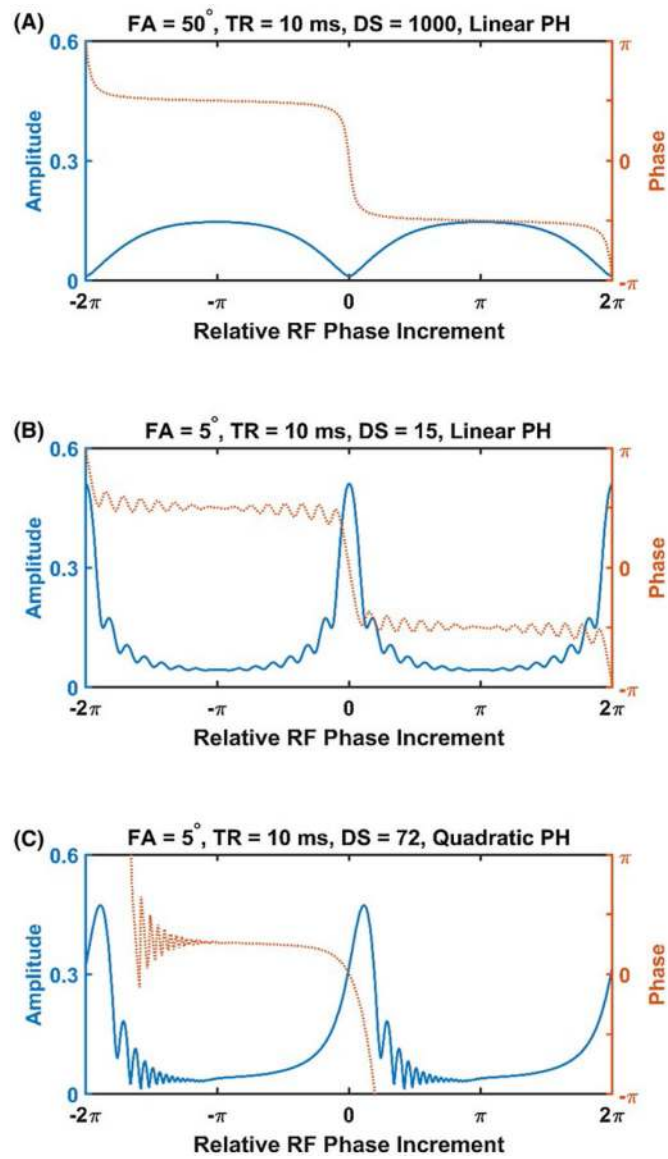 (A) FA = 50°, TR = 10 ms, DS = 1000, Linear PH
0.6 π
Amplitude
0.3 0
Phase
0 -π
-2π -π 0 π 2π
Relative RF Phase Increment
(B) FA = 5°, TR = 10 ms, DS = 15, Linear PH
0.6 π
Amplitude
0.3 0
Phase
0 -π
-2π -π 0 π 2π
Relative RF Phase Increment
(C) FA = 5°, TR = 10 ms, DS = 72, Quadratic PH
0.6 π
Amplitude
0.3 0
Phase
0 -π
-2π -π 0 π 2π
Relative RF Phase Increment